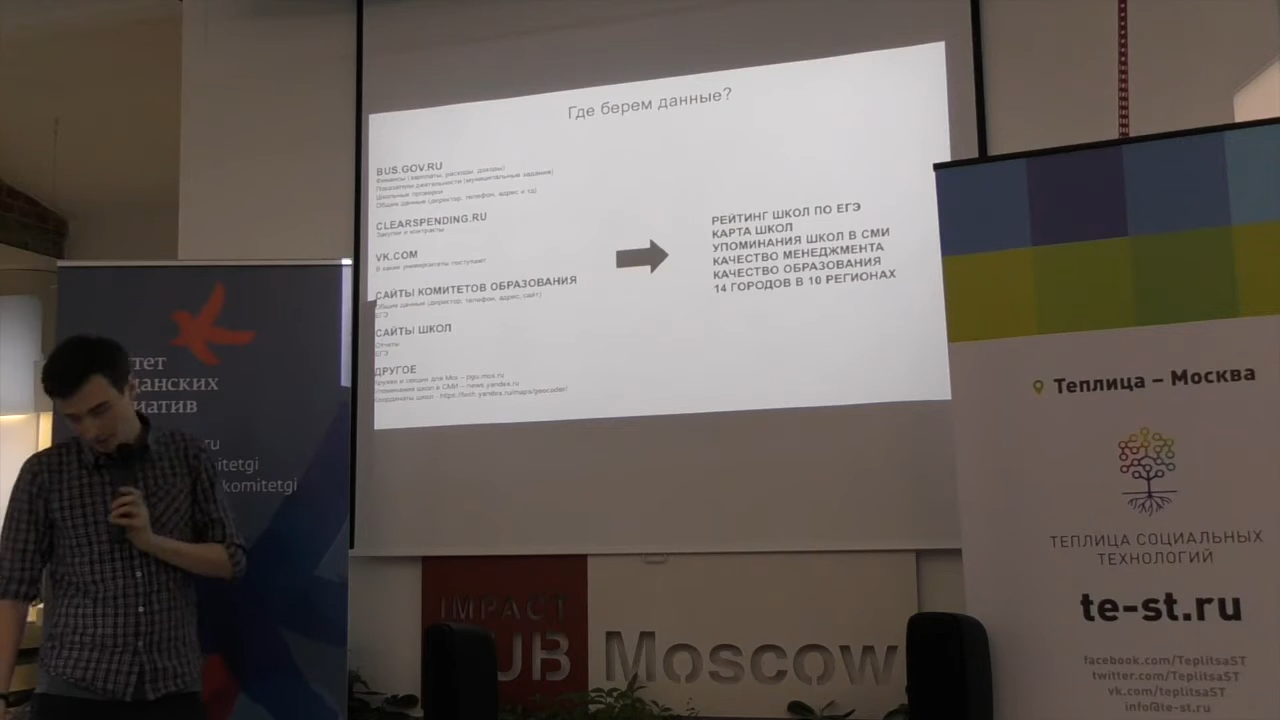 Где берем данные?
BUS.GOV.RU
Финансы (зарплаты, расходы, доходы)
Показатели деятельности (муниципальные задания)
Школьные проверки
Общие данные (директор, телефон, адрес и тд)
CLEARSPENDING.RU
Закупки и контракты
VK.COM
В какие университеты поступают?
САЙТЫ КОМИТЕТОВ ОБРАЗОВАНИЯ
Общие данные (директор, телефон, адрес, сайт)
ЕГЭ
САЙТЫ ШКОЛ
Отчеты
ЕГЭ
ДРУГОЕ
Кружки и секции для Мск – pgu.mos.ru
Упоминания школ в СМИ – news.yandex.ru
Координаты школ - https://tech.yandex.ru/maps/geocoder/
РЕЙТИНГ ШКОЛ ПО ЕГЭ
КАРТА ШКОЛ
УПОМИНАНИЯ ШКОЛ В СМИ
КАЧЕСТВО МЕНЕДЖМЕНТА
КАЧЕСТВО ОБРАЗОВАНИЯ
14 ГОРОДОВ В 10 РЕГИОНАХ
тет
данских
иатив
ru
itetgi
komitetgi
IMPACT
UB Moscow
Теплица – Москва
ТЕПЛИЦА СОЦИАЛЬНЫХ
ТЕХНОЛОГИЙ
te-st.ru
facebook.com/TeplitsaST
twitter.com/TeplitsaST
vk.com/teplitsaST
info@te-st.ru